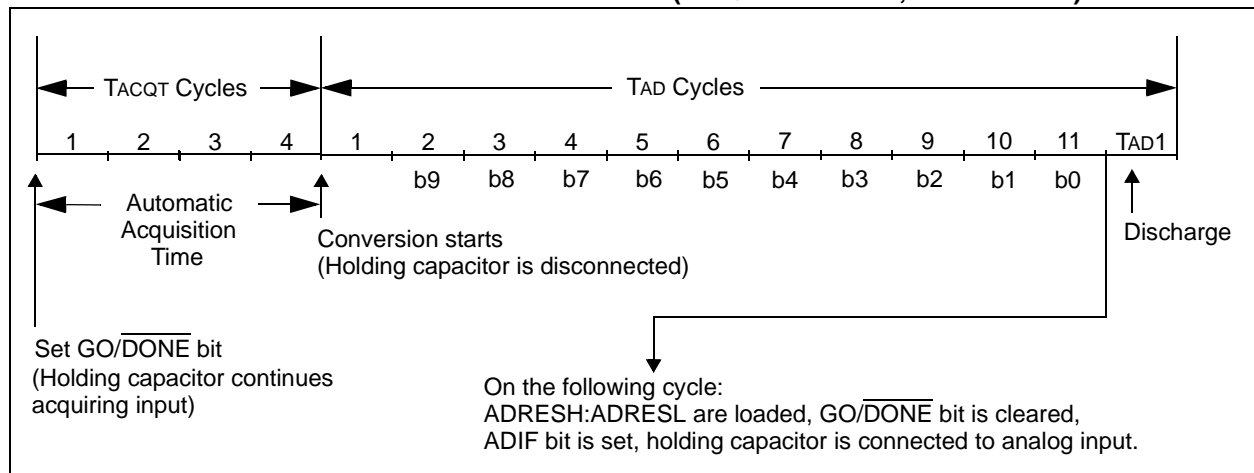 TACQT Cycles TAD Cycles
1 2 3 4 1 2 3 4 5 6 7 8 9 10 11 TAD1
b9 b8 b7 b6 b5 b4 b3 b2 b1 b0
Automatic
Acquisition
Time
Conversion starts
(Holding capacitor is disconnected)
Discharge
Set GO/DONE bit
(Holding capacitor continues
acquiring input)
On the following cycle:
ADRESH:ADRESL are loaded, GO/DONE bit is cleared,
ADIF bit is set, holding capacitor is connected to analog input.